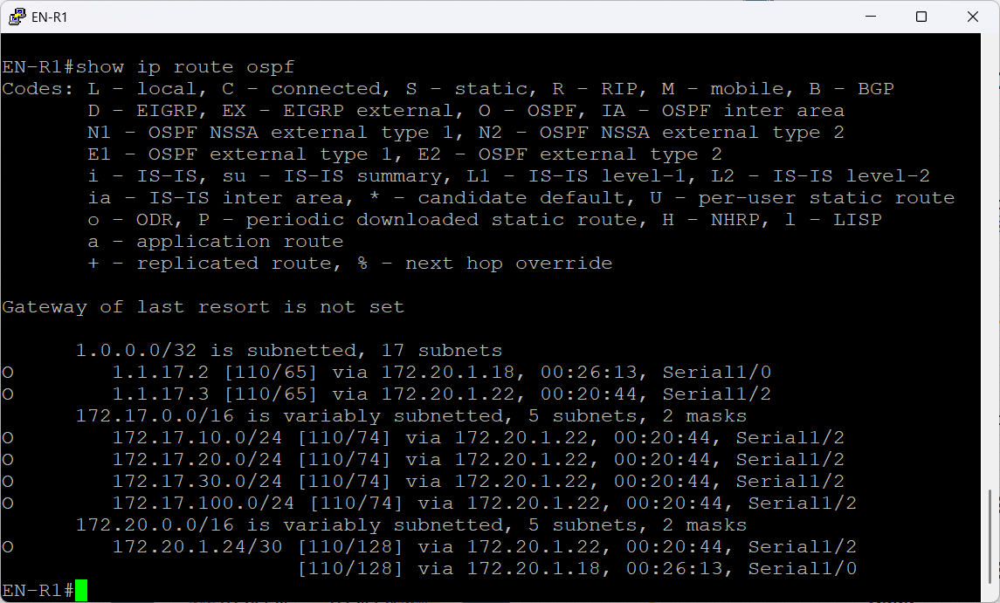 EN-R1
EN-R1#show ip route ospf
Codes: L - local, C - connected, S - static, R - RIP, M - mobile, B - BGP
       D - EIGRP, EX - EIGRP external, O - OSPF, IA - OSPF inter area
       N1 - OSPF NSSA external type 1, N2 - OSPF NSSA external type 2
       E1 - OSPF external type 1, E2 - OSPF external type 2
       i - IS-IS, su - IS-IS summary, L1 - IS-IS level-1, L2 - IS-IS level-2
       ia - IS-IS inter area, * - candidate default, U - per-user static route
       o - ODR, P - periodic downloaded static route, H - NHRP, l - LISP
       a - application route
       + - replicated route, % - next hop override
Gateway of last resort is not set
      1.0.0.0/32 is subnetted, 17 subnets
O        1.1.17.2 [110/65] via 172.20.1.18, 00:26:13, Serial1/0
O        1.1.17.3 [110/65] via 172.20.1.22, 00:20:44, Serial1/2
      172.17.0.0/16 is variably subnetted, 5 subnets, 2 masks
O        172.17.10.0/24 [110/74] via 172.20.1.22, 00:20:44, Serial1/2
O        172.17.20.0/24 [110/74] via 172.20.1.22, 00:20:44, Serial1/2
O        172.17.30.0/24 [110/74] via 172.20.1.22, 00:20:44, Serial1/2
O        172.17.100.0/24 [110/74] via 172.20.1.22, 00:20:44, Serial1/2
      172.20.0.0/16 is variably subnetted, 5 subnets, 2 masks
O        172.20.1.24/30 [110/128] via 172.20.1.22, 00:20:44, Serial1/2
                        [110/128] via 172.20.1.18, 00:26:13, Serial1/0
EN-R1#